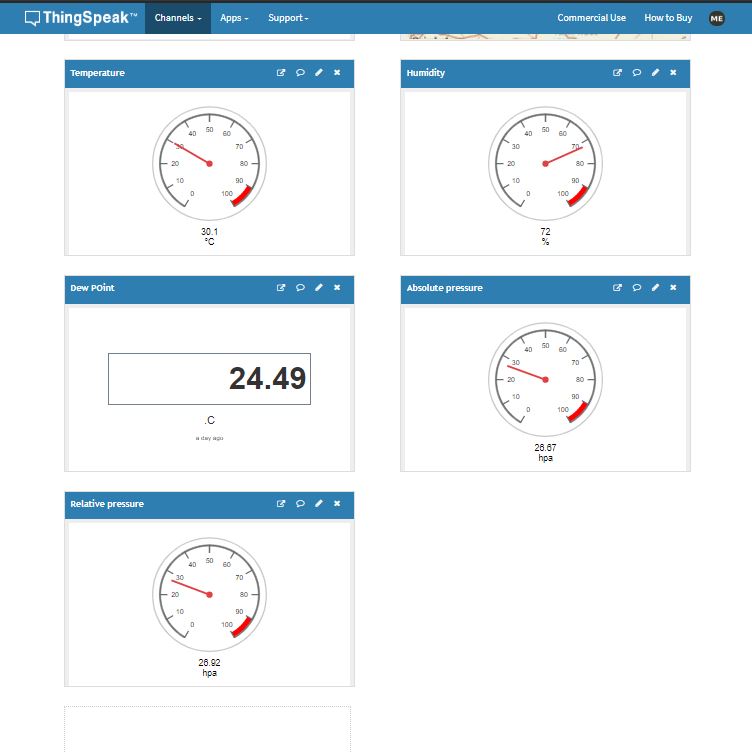 ThingSpeak™ Channels Apps Support Commercial Use How to Buy ME
Temperature
0 10 20 30 40 50 60 70 80 90 100
30.1
°C
Humidity
0 10 20 30 40 50 60 70 80 90 100
72
%
Dew POint
24.49
.C
a day ago
Absolute pressure
0 10 20 30 40 50 60 70 80 90 100
26.67
hpa
Relative pressure
0 10 20 30 40 50 60 70 80 90 100
26.92
hpa